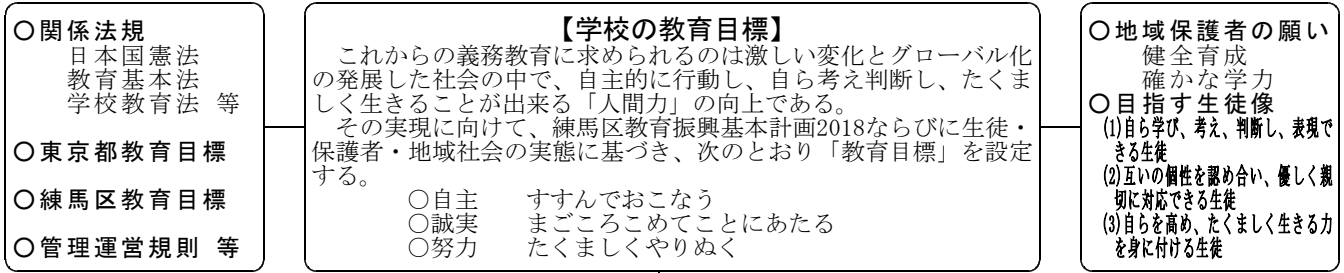 〇関係法規
日本国憲法
教育基本法
学校教育法 等
〇東京都教育目標
〇練馬区教育目標
〇管理運営規則 等
【学校の教育目標】
これからの義務教育に求められるのは激しい変化とグローバル化
の発展した社会の中で、自主的に行動し、自ら考え判断し、たくま
しく生きることが出来る「人間力」の向上である。
その実現に向けて、練馬区教育振興基本計画2018ならびに生徒・
保護者・地域社会の実態に基づき、次のとおり「教育目標」を設定
する。
〇自主 すすんでおこなう
〇誠実 まごころこめてことにあたる
〇努力 たくましくやりぬく
〇地域保護者の願い
健全育成
確かな学力
〇目指す生徒像
(1)自ら学び、考え、判断し、表現で
きる生徒
(2)互いの個性を認め合い、優しく親
切に対応できる生徒
(3)自らを高め、たくましく生きる力
を身に付ける生徒